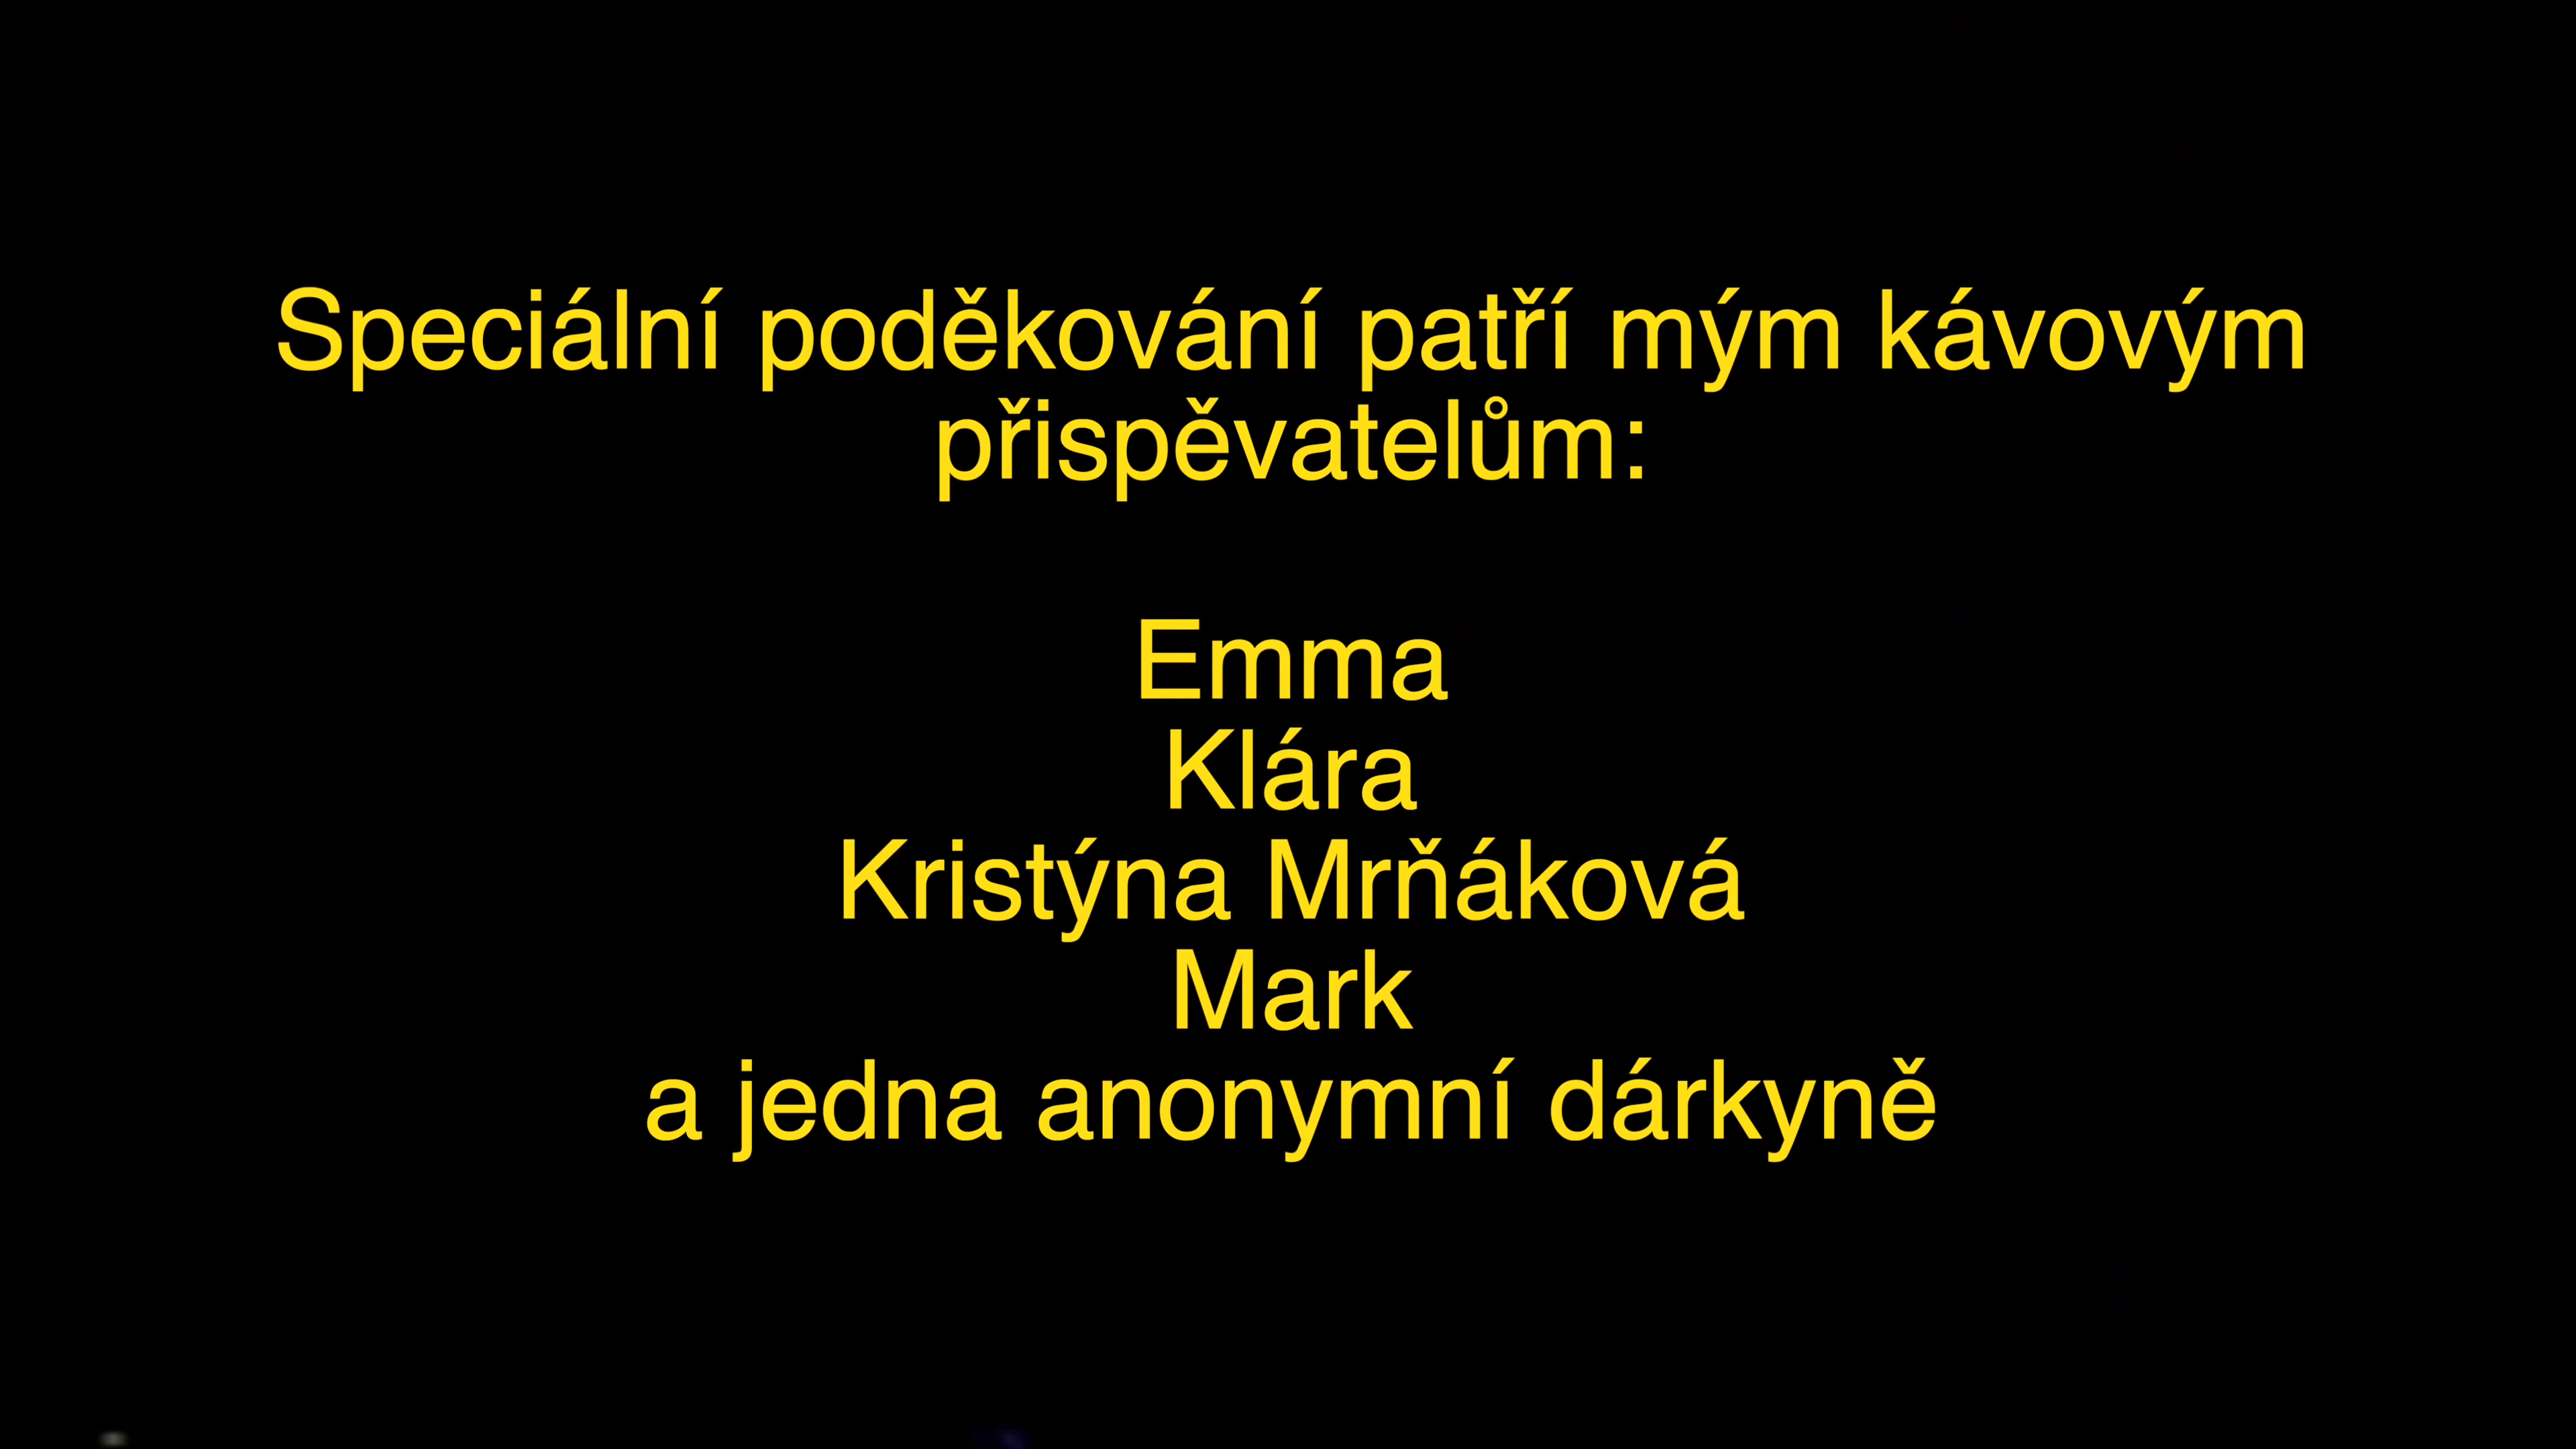 Speciální poděkování patří mým kávovým
přispěvatelům:
Emma
Klára
Kristýna Mrňáková
Mark
a jedna anonymní dárkyně